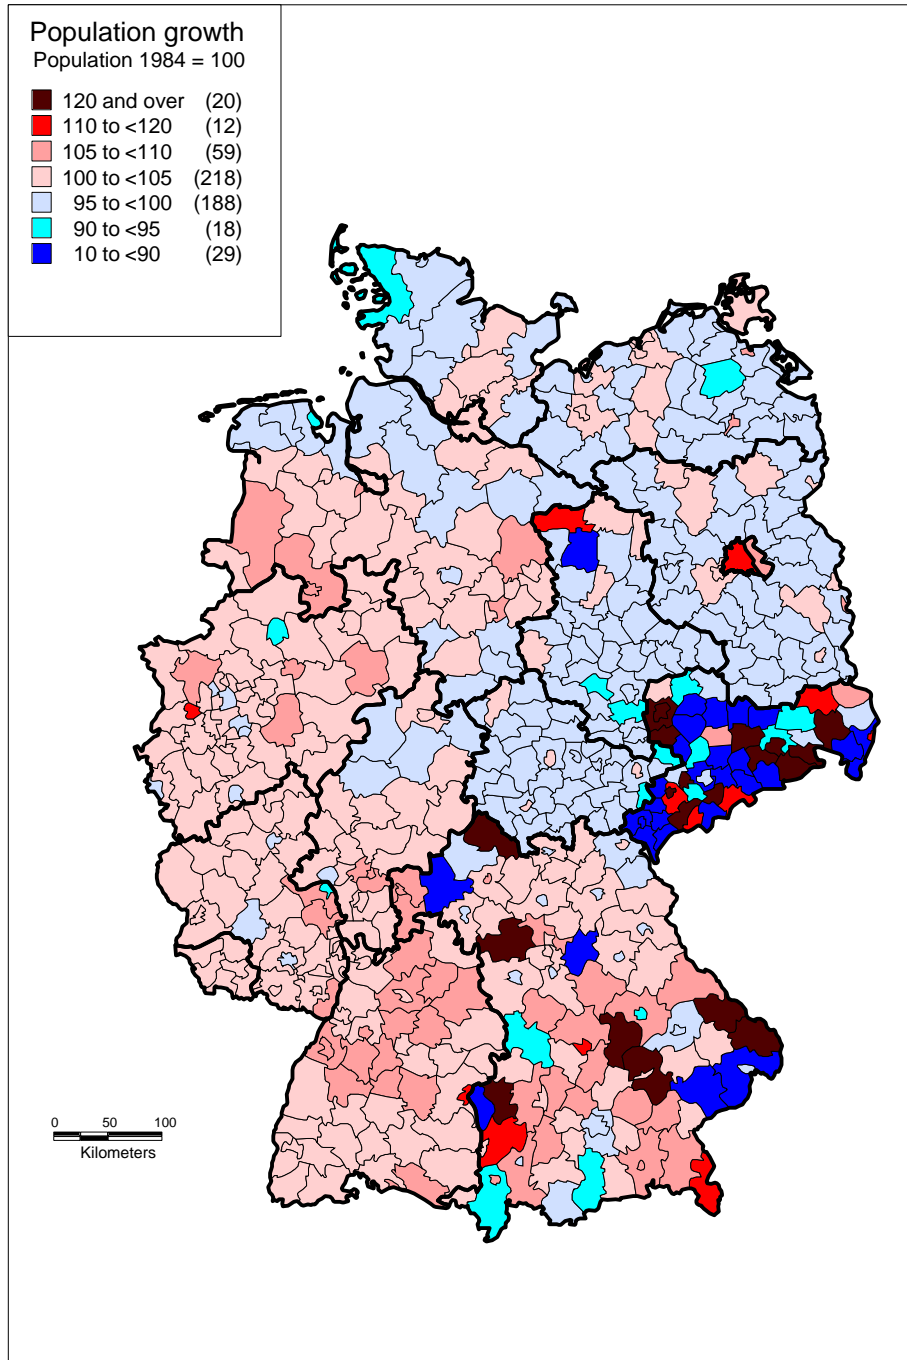 Population growth
Population 1984 = 100
120 and over (20)
110 to <120 (12)
105 to <110 (59)
100 to <105 (218)
95 to <100 (188)
90 to <95 (18)
10 to <90 (29)
0 50 100
Kilometers